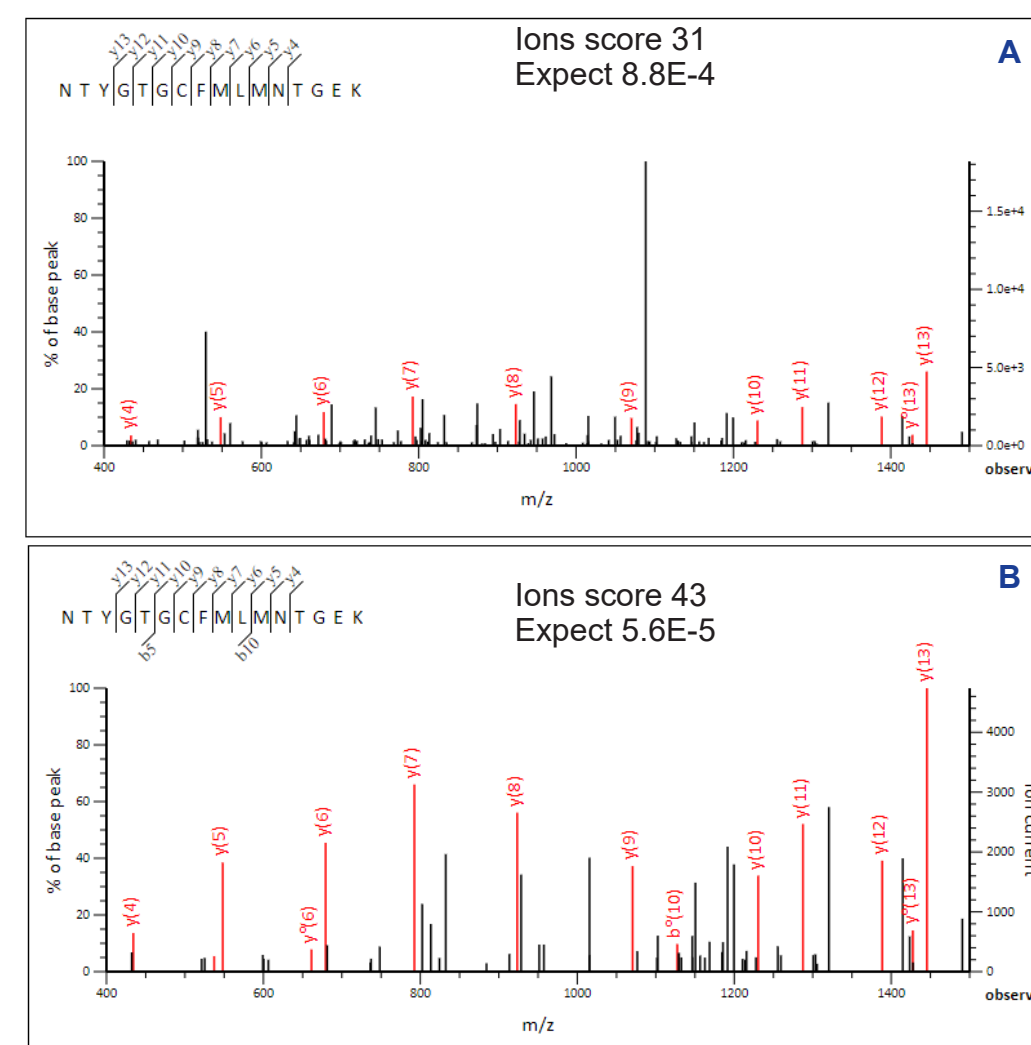 Ions score 31
Expect 8.8E-4
A
y13 y12 y11 y10 y9 y8 y7 y6 y5 y4
N T Y G T G C F M L M N T G E K
% of base peak
100
80
60
40
20
0
y(4) y(5) y(6) y(7) y(8) y(9) y(10) y(11) y(12) y°(13) y(13)
1.5e+4
1.0e+4
5.0e+3
0.0e+0
400 600 800 1000 1200 1400
observ
m/z
Ions score 43
Expect 5.6E-5
B
y13 y12 y11 y10 y9 y8 y7 y6 y5 y4
N T Y G T G C F M L M N T G E K
b5 b10
% of base peak
100
80
60
40
20
0
y(4) y(5) y°(6) y(6) y(7) y(8) y(9) b°(10) y(10) y(11) y(12) y°(13) y(13)
4000
3000
2000
1000
0
Ion current
400 600 800 1000 1200 1400
observ
m/z